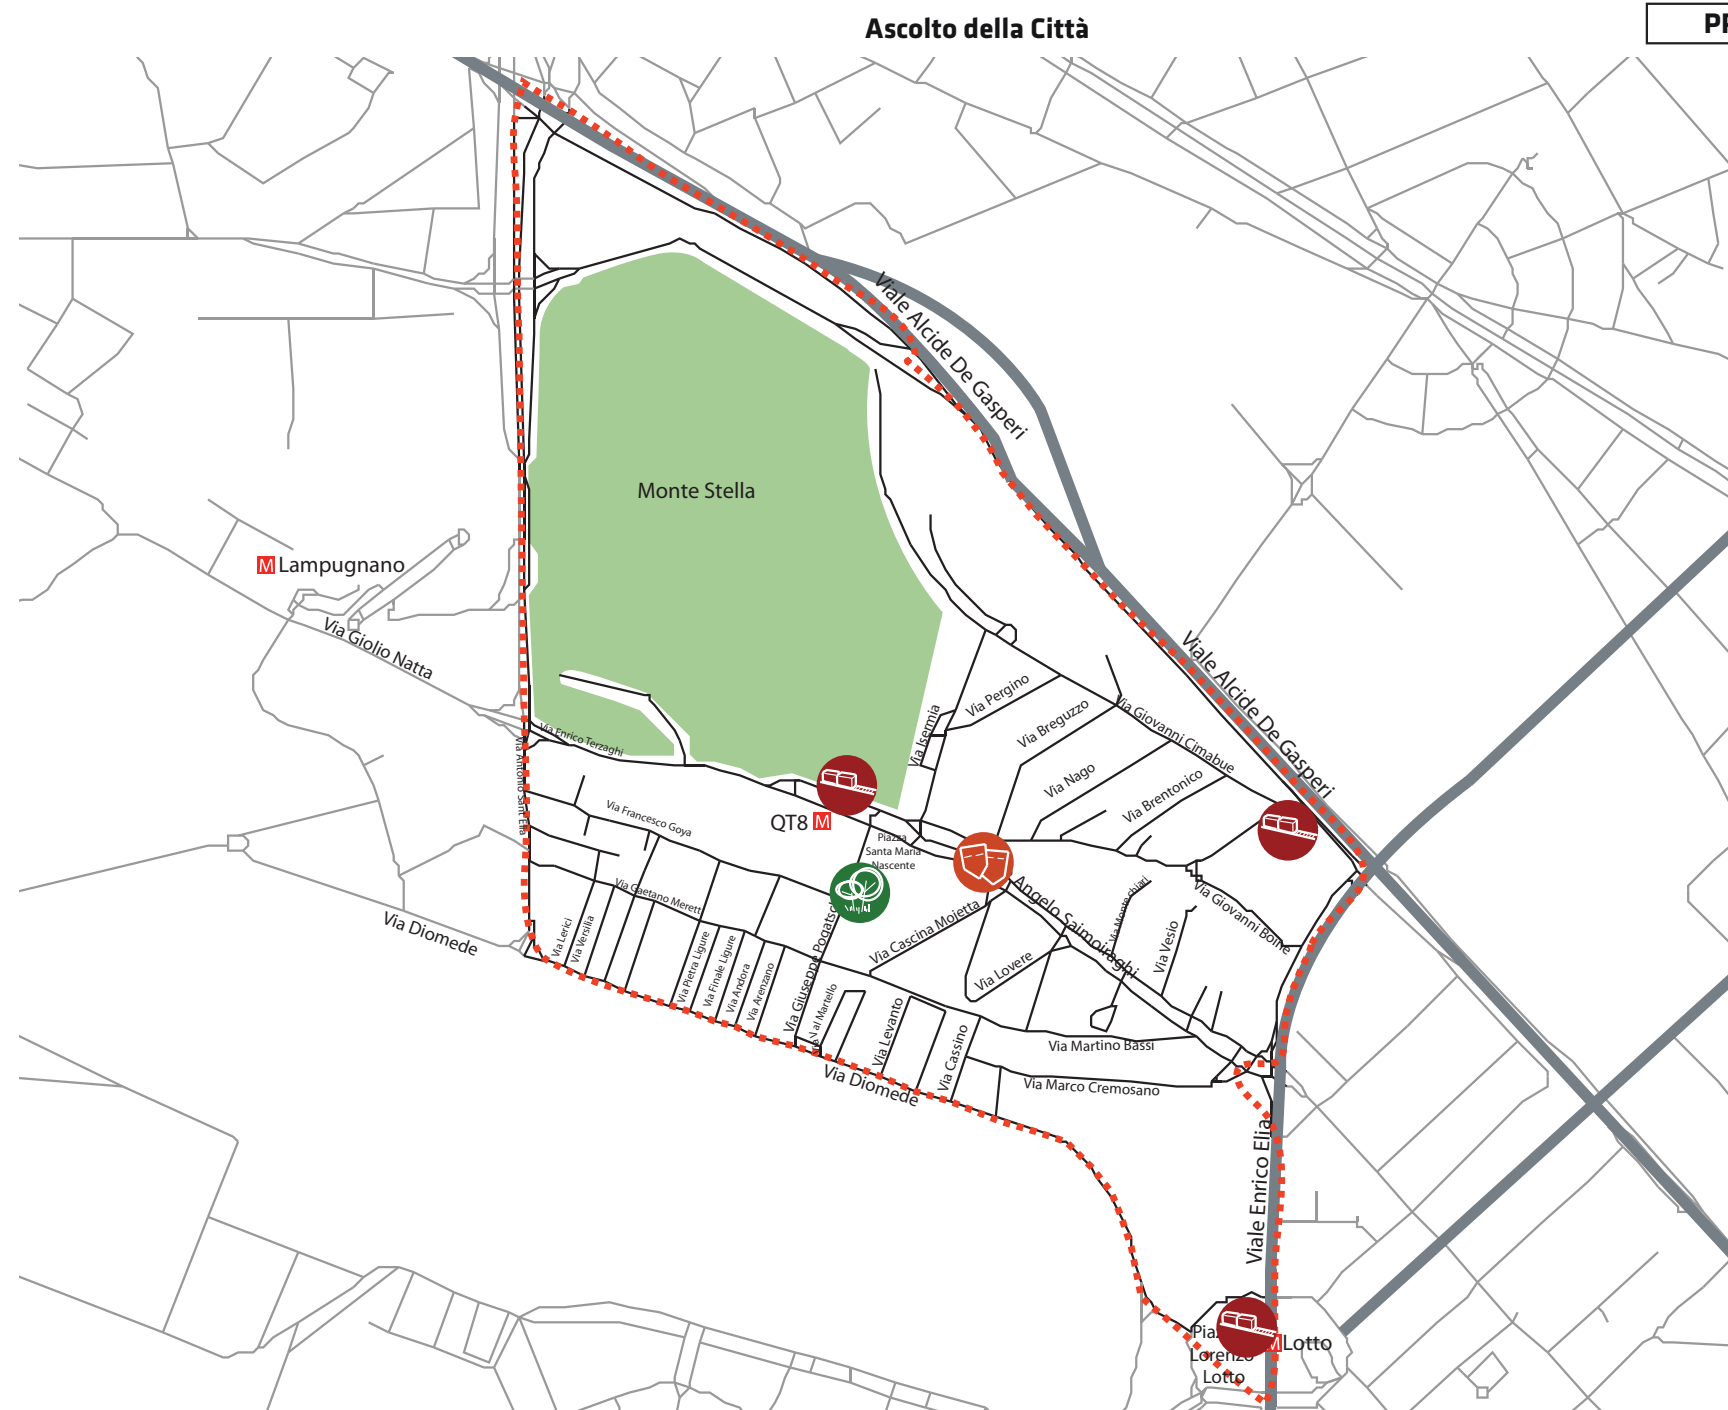 Ascolto della Città
Viale Alcide De Gasperi
Monte Stella
M Lampugnano
Via Giolio Natta
Viale Alcide De Gasperi
Via Pergino
Via Breguzzo
Via Giovanni Cimabue
Via Isernia
Via Enrico Terzaghi
Via Antonio Sant'Elia
Via Nago
Via Brentonico
Via Francesco Goya
QT8 M
Piazza
Santa Maria
Nascente
Via Gaetano Meretti
Angelo Saimoiraghi
Via Giovanni Boine
Via Cascina Moietta
Via Vesio
Via Diomede
Via Lerici
Via Versilia
Via Pietra Ligure
Via Finale Ligure
Via Andora
Via Arenzano
Via Giuseppe
al Martello
Via Lovere
Via Levanto
Via Cassino
Via Martino Bassi
Via Diomede
Via Marco Cremosano
Viale Enrico Elia
M Lotto
Lorenzo
Lotto